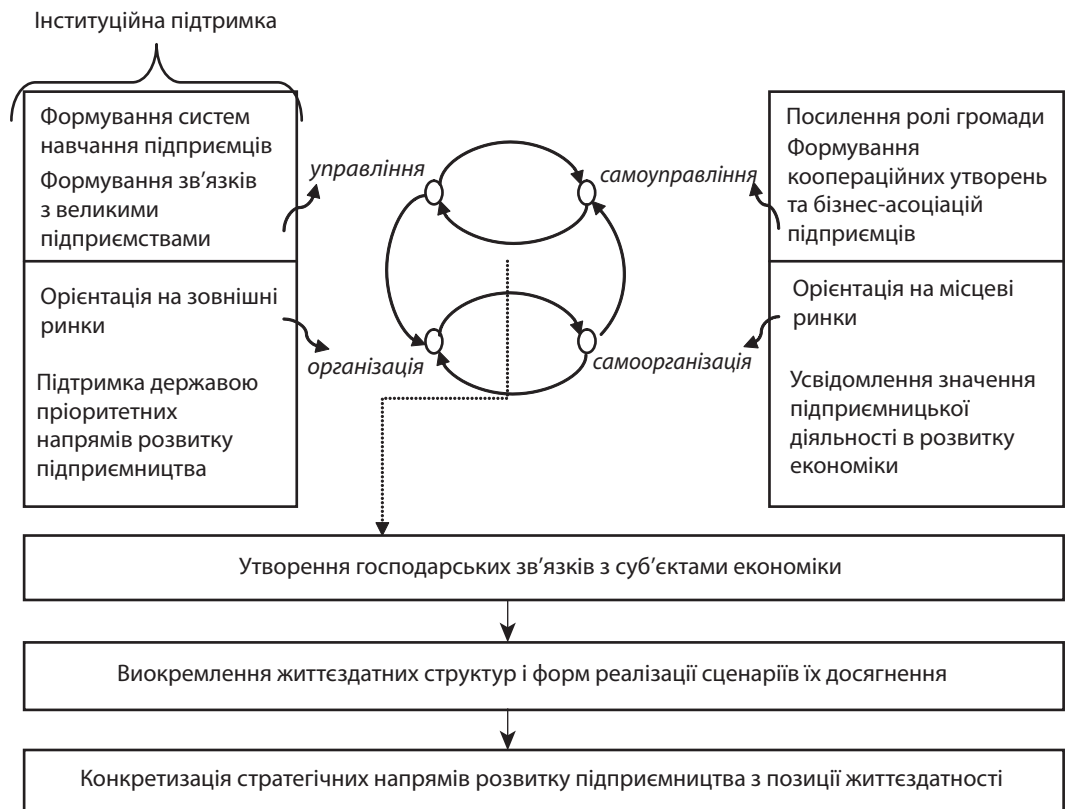 Інституційна підтримка
Формування систем
навчання підприємців
Формування зв'язків
з великими
підприємствами
Орієнтація на зовнішні
ринки
Підтримка державою
пріоритетних
напрямів розвитку
підприємництва
управління
самоуправління
організація
самоорганізація
Посилення ролі громади
Формування
коопераційних утворень
та бізнес-асоціацій
підприємців
Орієнтація на місцеві
ринки
Усвідомлення значення
підприємницької
діяльності в розвитку
економіки
Утворення господарських зв'язків з суб'єктами економіки
Виокремлення життєздатних структур і форм реалізації сценаріїв їх досягнення
Конкретизація стратегічних напрямів розвитку підприємництва з позиції життєздатності